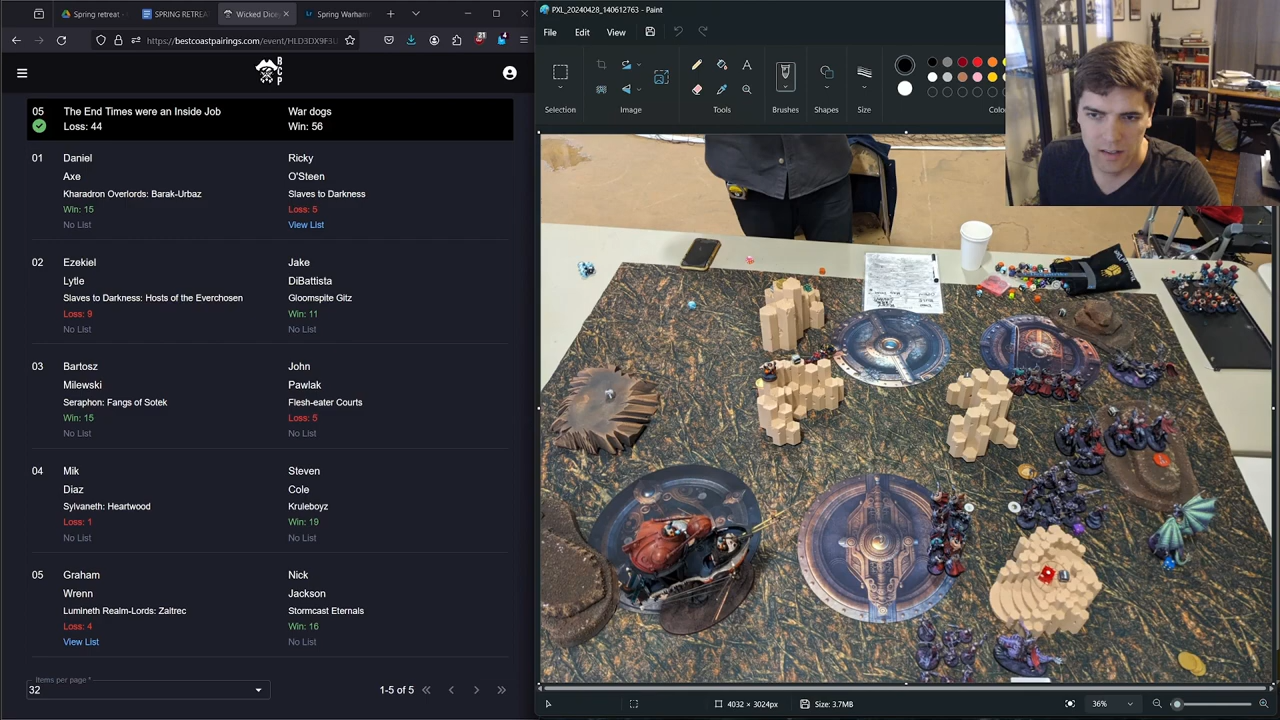 Spring retreat
SPRING RETREA
Wicked Dice
Spring Warham
https://bestcoastpairings.com/event/HLD3DX9F3
21
4
B
P
05 The End Times were an Inside Job War dogs
Loss: 44 Win: 56
01 Daniel Ricky
Axe O'Steen
Kharadron Overlords: Barak-Urbaz Slaves to Darkness
Win: 15 Loss: 5
No List View List
02 Ezekiel Jake
Lytle DiBattista
Slaves to Darkness: Hosts of the Everchosen Gloomspite Gitz
Loss: 9 Win: 11
No List No List
03 Bartosz John
Milewski Pawlak
Seraphon: Fangs of Sotek Flesh-eater Courts
Win: 15 Loss: 5
No List No List
04 Mik Steven
Diaz Cole
Sylvaneth: Heartwood Kruleboyz
Loss: 1 Win: 19
No List No List
05 Graham Nick
Wrenn Jackson
Lumineth Realm-Lords: Zaitrec Stormcast Eternals
Loss: 4 Win: 16
View List No List
Items per page *
32
1-5 of 5
PXL_20240428_140612763 - Paint
File Edit View
Selection Image Tools Brushes Shapes Size Colo
4032 × 3024px Size: 3.7MB 36%